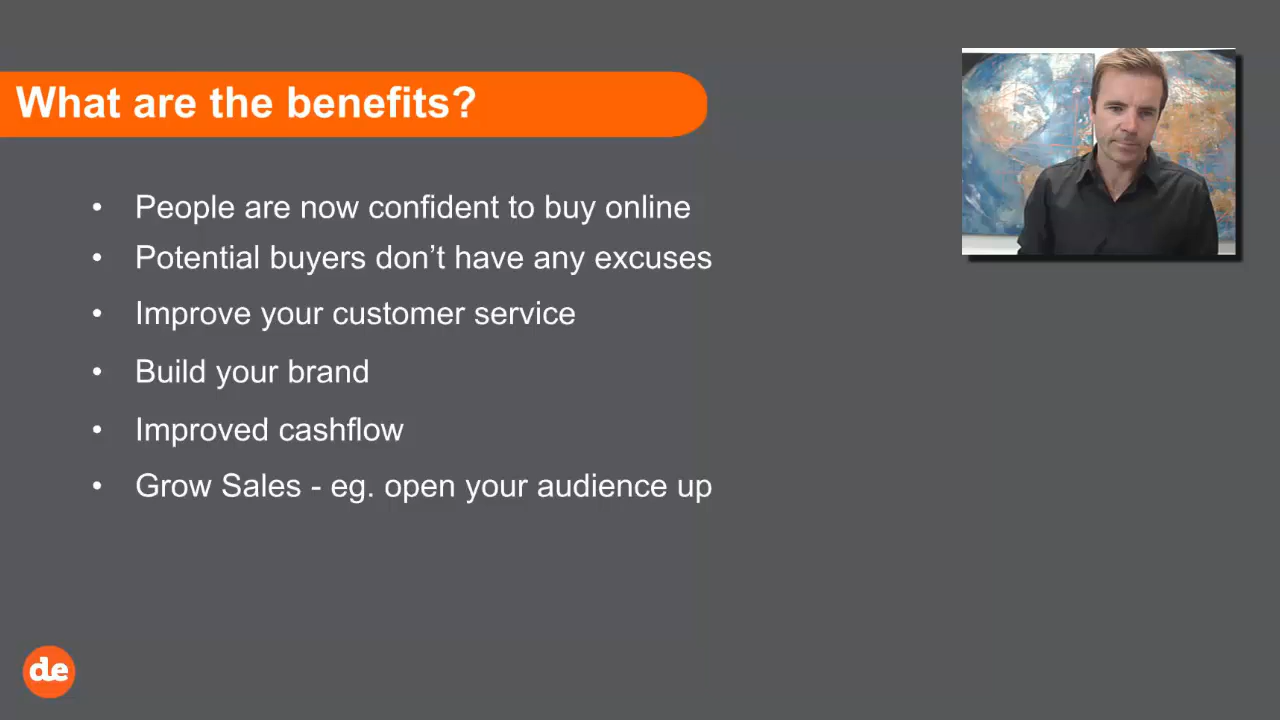 What are the benefits?
• People are now confident to buy online
• Potential buyers don’t have any excuses
• Improve your customer service
• Build your brand
• Improved cashflow
• Grow Sales - eg. open your audience up
de